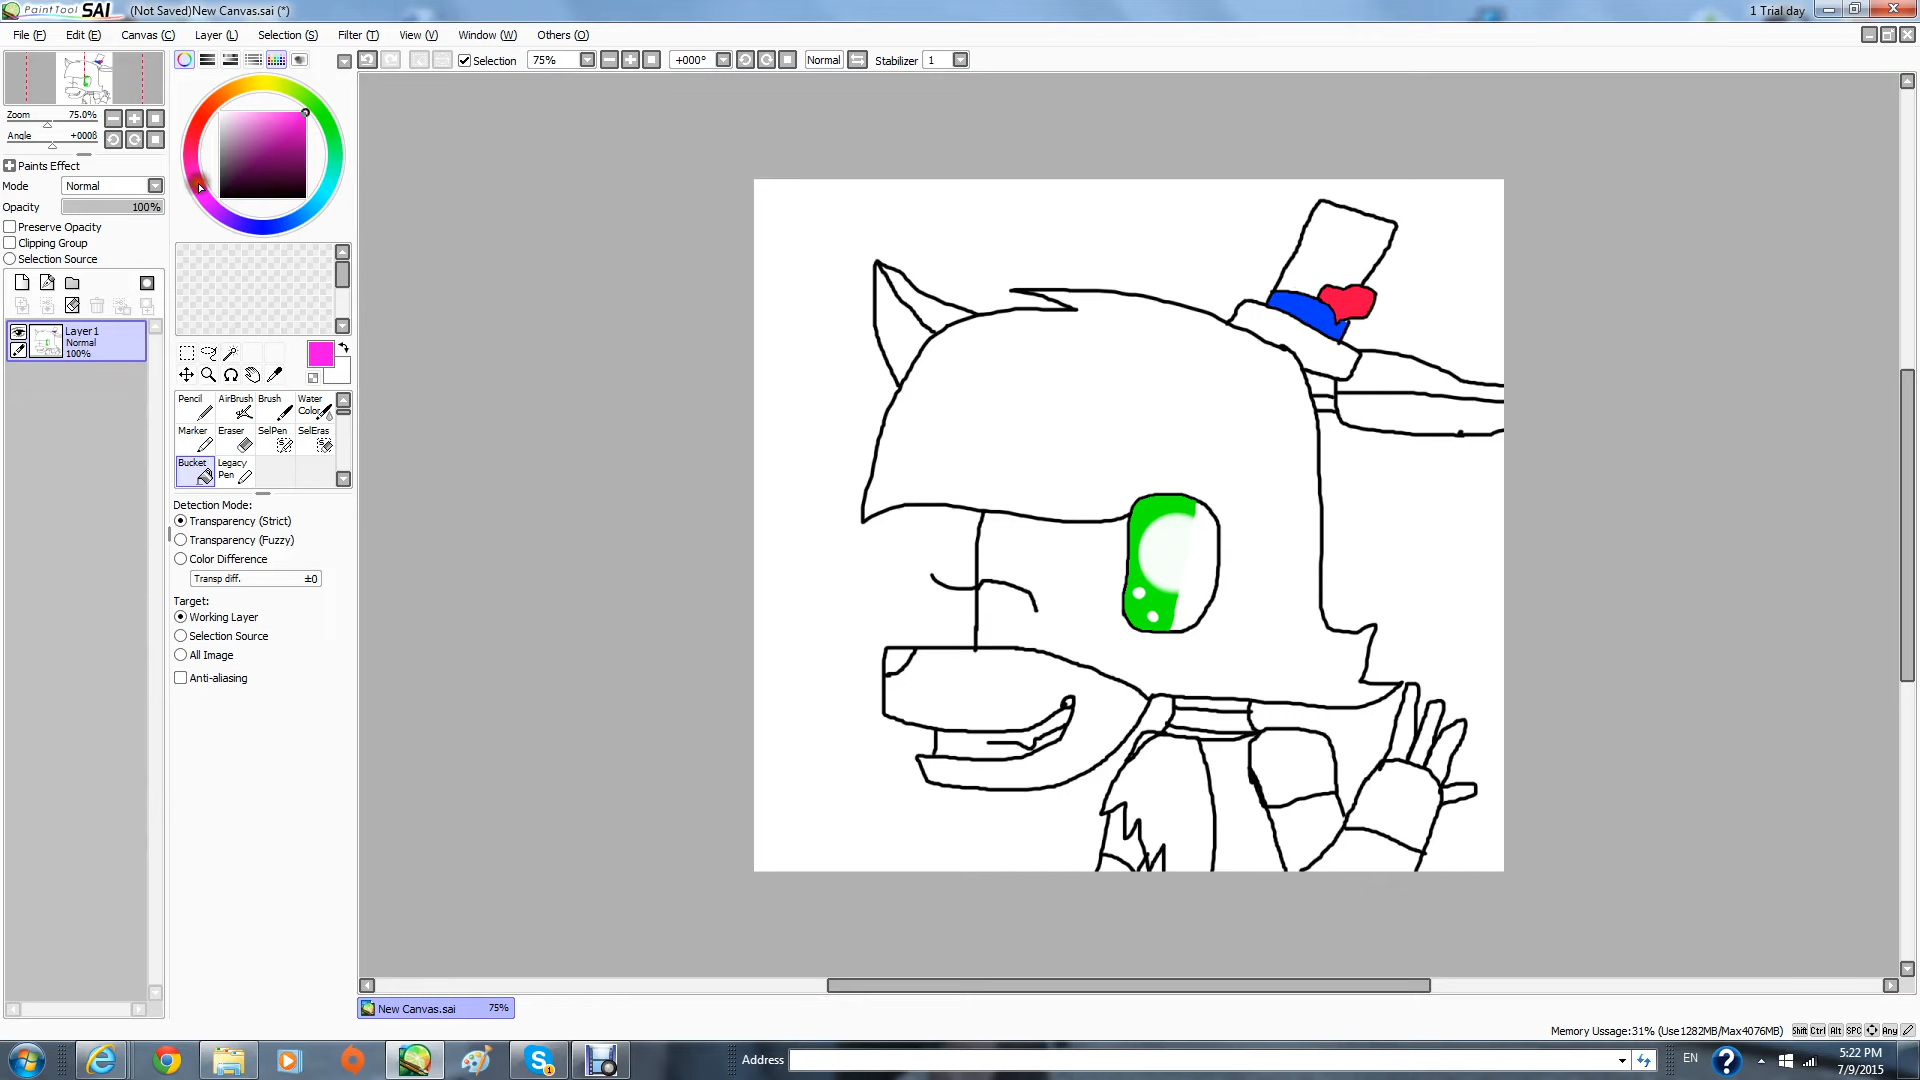 PaintTool SAI (Not Saved)New Canvas.sai (*) 1 Trial day
File (F) Edit (E) Canvas (C) Layer (L) Selection (S) Filter (T) View (V) Window (W) Others (O)
Selection 75% +000° Normal Stabilizer 1
Zoom 75.0%
Angle +000ß
Paints Effect
Mode Normal
Opacity 100%
Preserve Opacity
Clipping Group
Selection Source
Layer1
Normal
100%
Pencil AirBrush Brush Water
Color
Marker Eraser SelPen SelEras
Bucket Legacy
Pen
Detection Mode:
Transparency (Strict)
Transparency (Fuzzy)
Color Difference
Transp diff. ±0
Target:
Working Layer
Selection Source
All Image
Anti-aliasing
New Canvas.sai 75%
Memory Ussage:31% (Use1282MB/Max4076MB) Shift Ctrl Alt SPC Any
Address EN 5:22 PM
7/9/2015